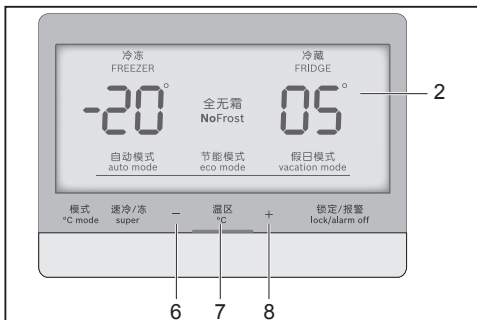 冷冻
FREEZER
冷藏
FRIDGE
-20°
全无霜
NoFrost
05°
2
自动模式
auto mode
节能模式
eco mode
假日模式
vacation mode
模式
°C mode
速冷/冻
super
−
温区
°C
+
锁定/报警
lock/alarm off
6
7
8